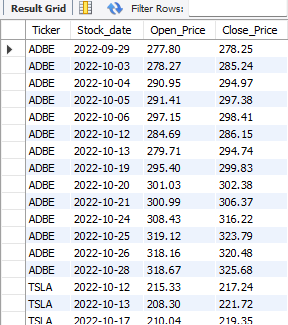 Result Grid Filter Rows:
Ticker Stock_date Open_Price Close_Price
ADBE 2022-09-29 277.80 278.25
ADBE 2022-10-03 278.27 285.24
ADBE 2022-10-04 290.95 294.97
ADBE 2022-10-05 291.41 297.38
ADBE 2022-10-06 297.15 298.41
ADBE 2022-10-12 284.69 286.15
ADBE 2022-10-13 279.71 294.74
ADBE 2022-10-19 295.40 299.83
ADBE 2022-10-20 301.03 302.38
ADBE 2022-10-21 300.99 306.37
ADBE 2022-10-24 308.43 316.22
ADBE 2022-10-25 319.12 323.79
ADBE 2022-10-26 318.16 320.48
ADBE 2022-10-28 318.67 325.68
TSLA 2022-10-12 215.33 217.24
TSLA 2022-10-13 208.30 221.72
TSLA 2022-10-17 210.04 219.35